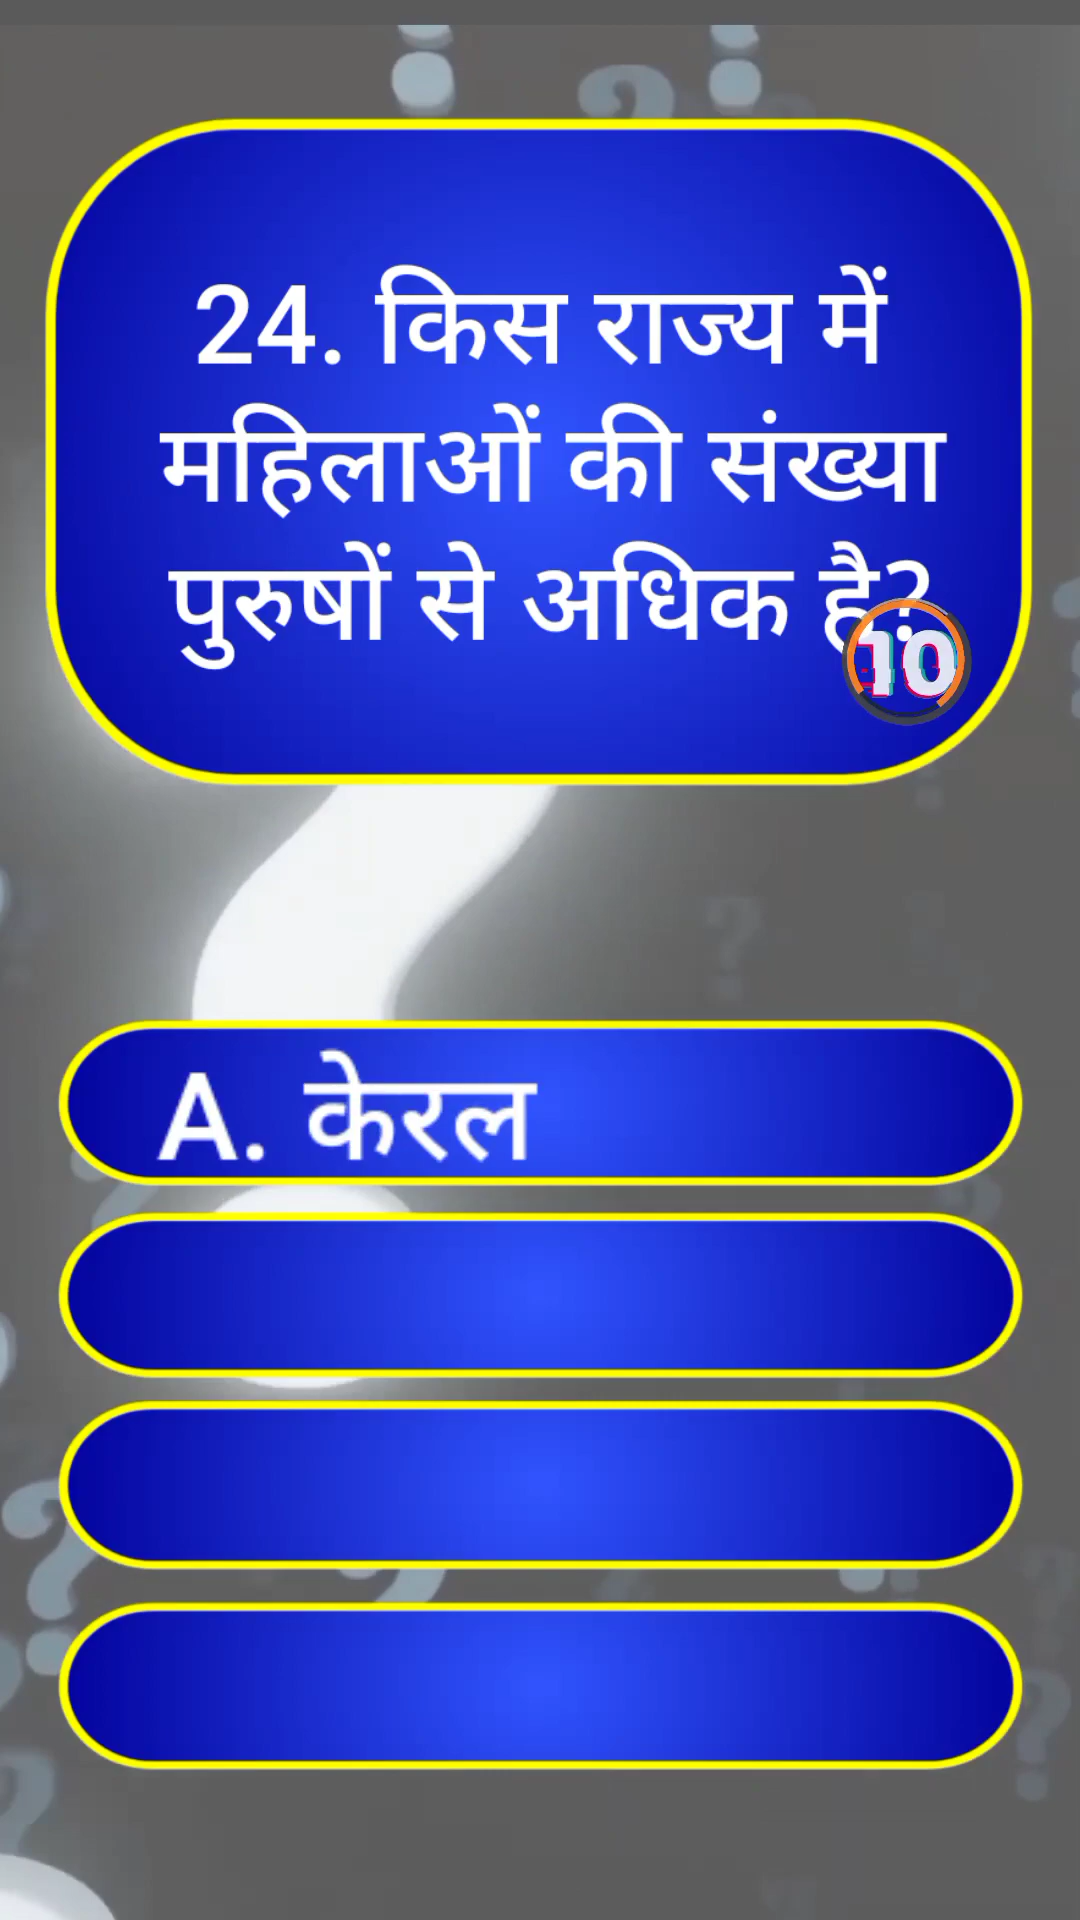 24. किस राज्य में
महिलाओं की संख्या
पुरुषों से अधिक है?
10
A. केरल